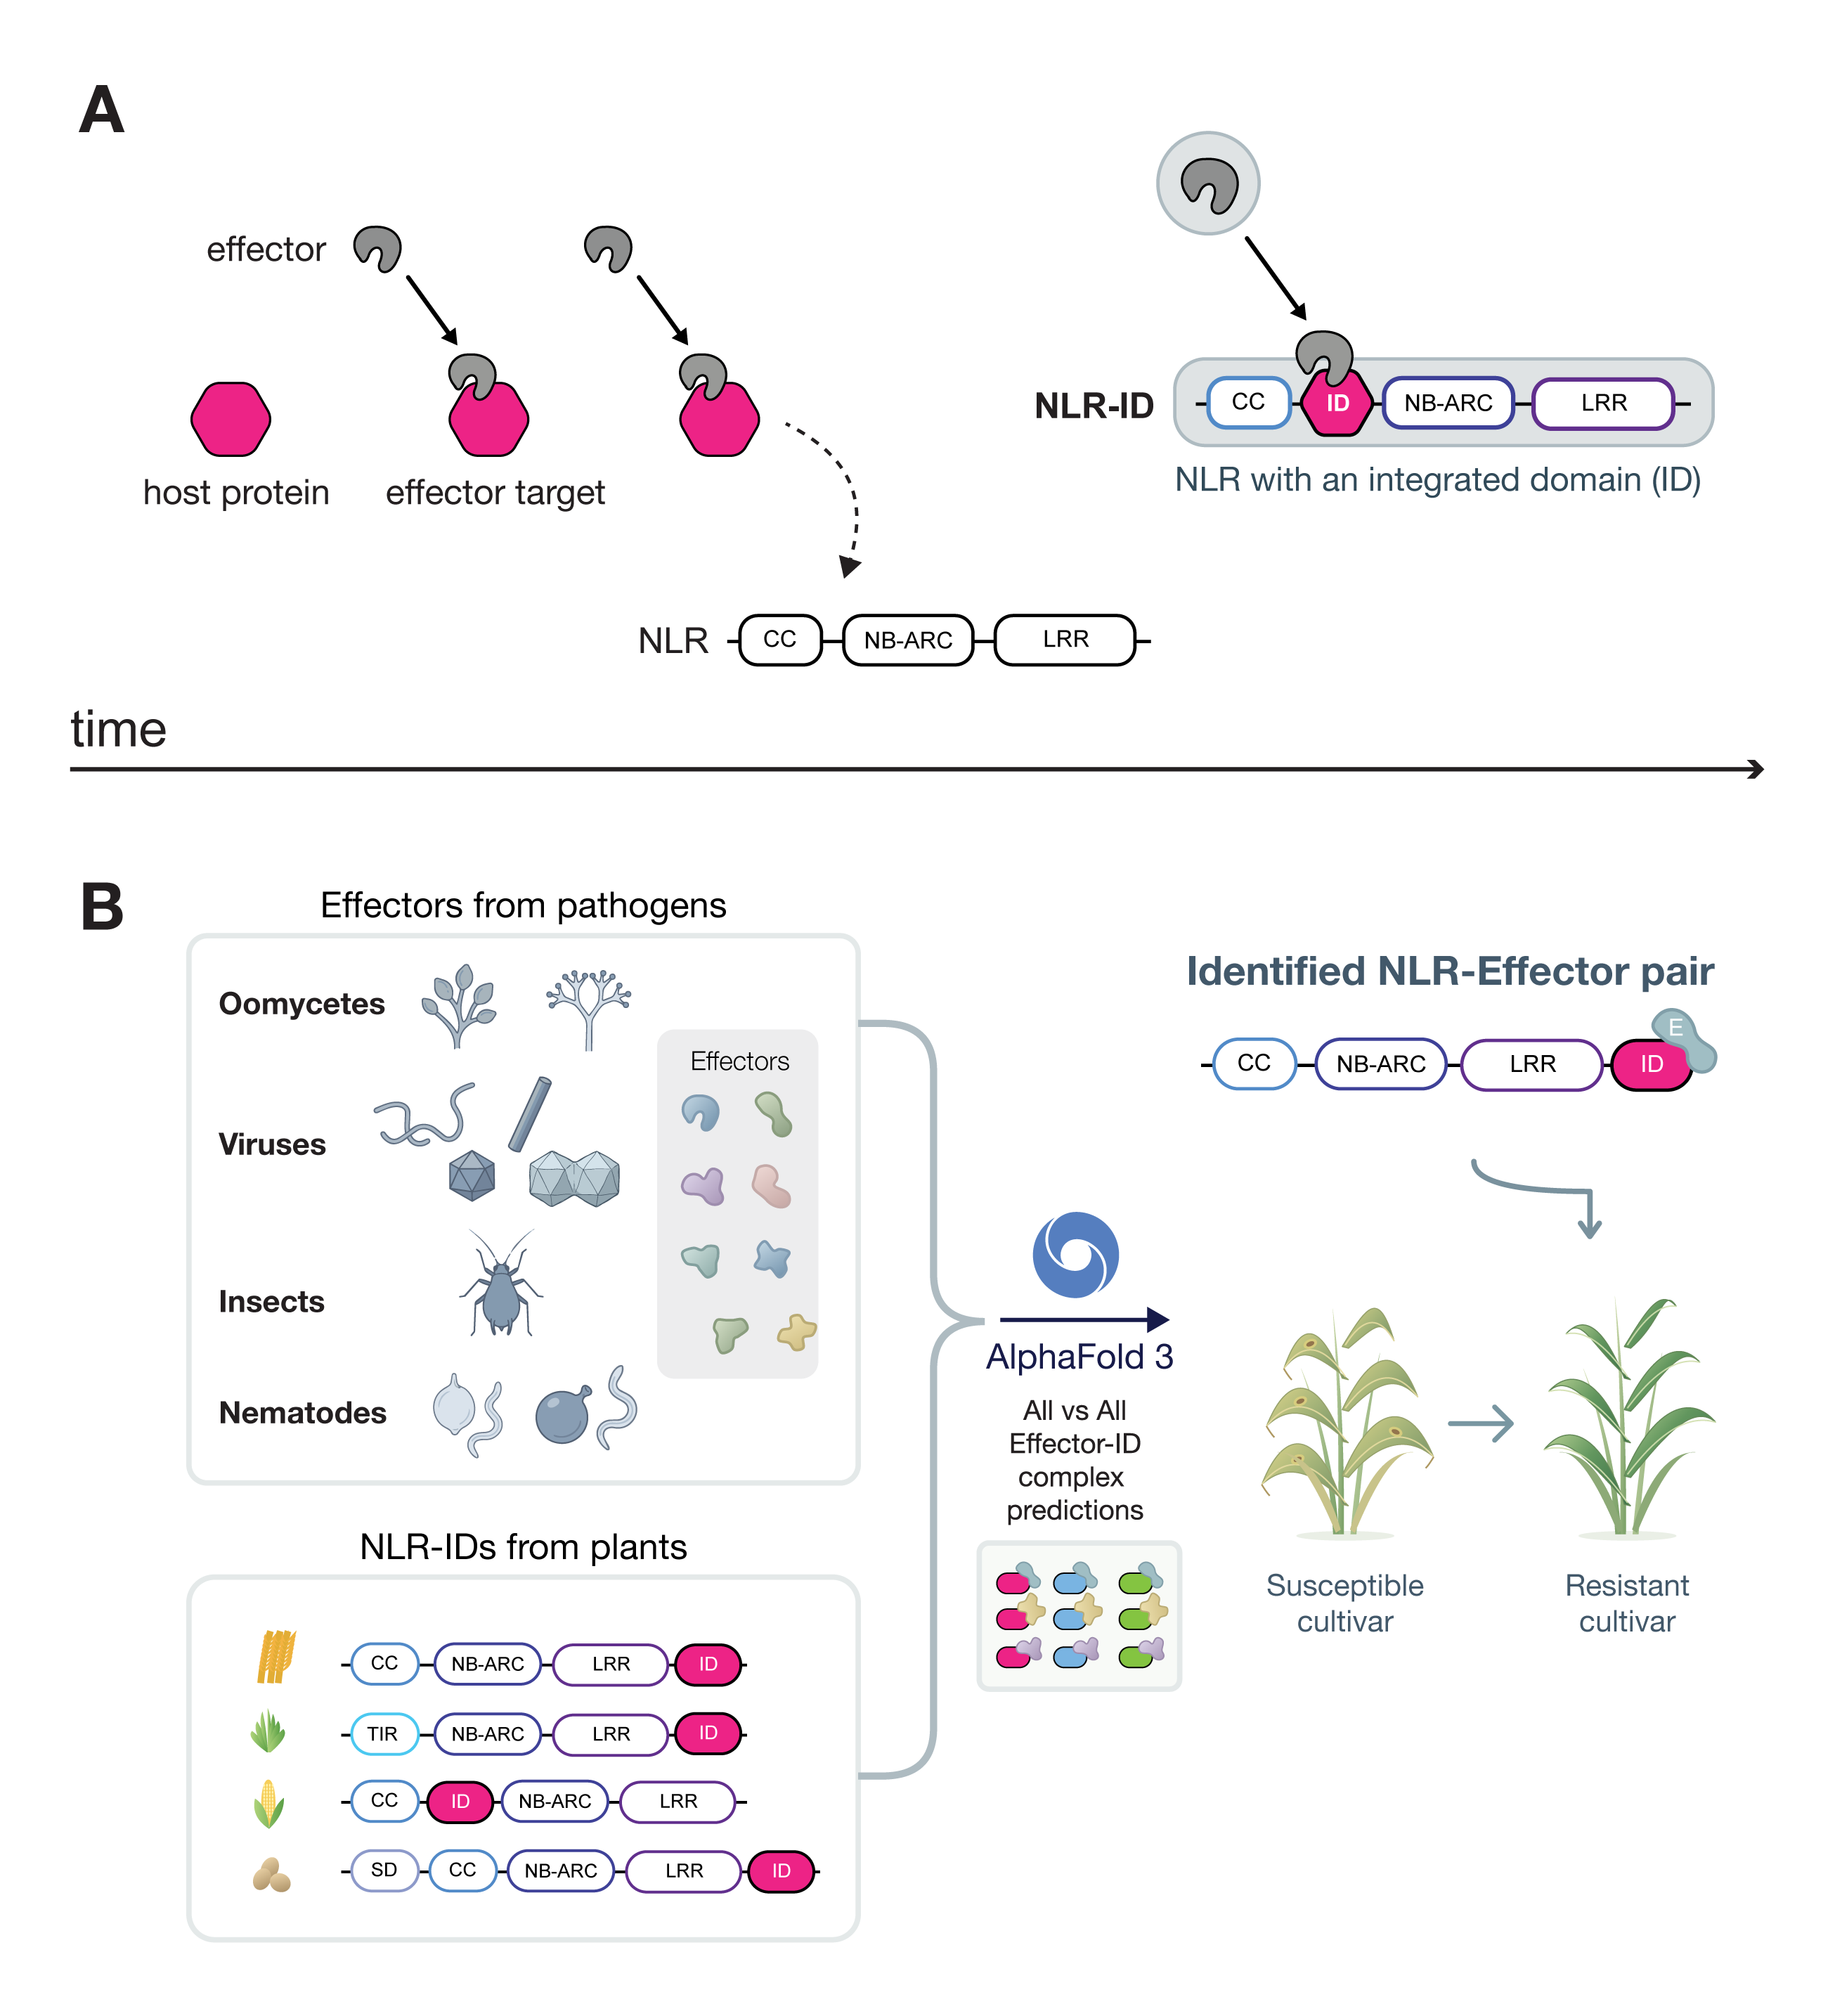 A
effector
host protein
effector target
NLR-ID
CC
ID
NB-ARC
LRR
NLR with an integrated domain (ID)
NLR
CC
NB-ARC
LRR
time
B
Effectors from pathogens
Oomycetes
Viruses
Insects
Nematodes
Effectors
NLR-IDs from plants
CC NB-ARC LRR ID
TIR NB-ARC LRR ID
CC ID NB-ARC LRR
SD CC NB-ARC LRR ID
AlphaFold 3
All vs All
Effector-ID
complex
predictions
Identified NLR-Effector pair
E
CC NB-ARC LRR ID
Susceptible
cultivar
Resistant
cultivar